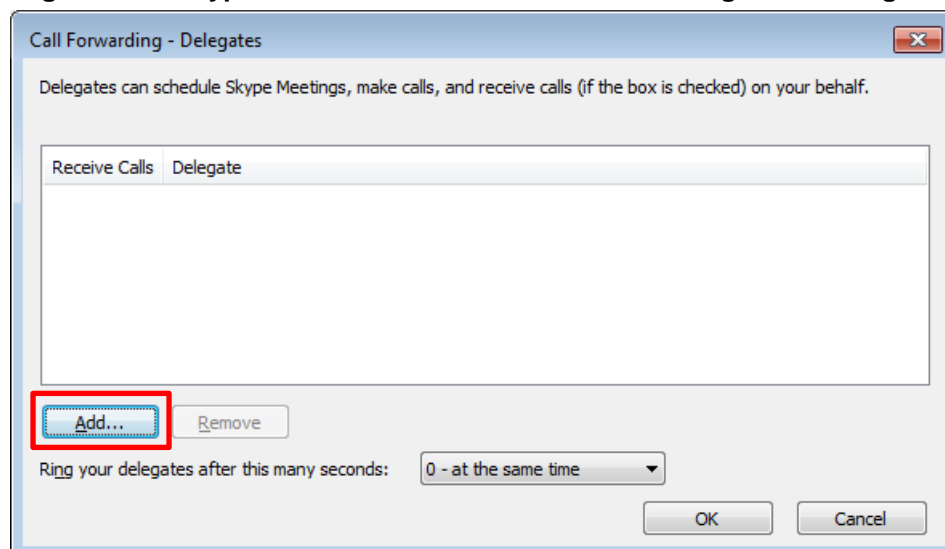 Call Forwarding - Delegates
Delegates can schedule Skype Meetings, make calls, and receive calls (if the box is checked) on your behalf.
Receive Calls Delegate
Add... Remove
Ring your delegates after this many seconds: 0 - at the same time
OK Cancel